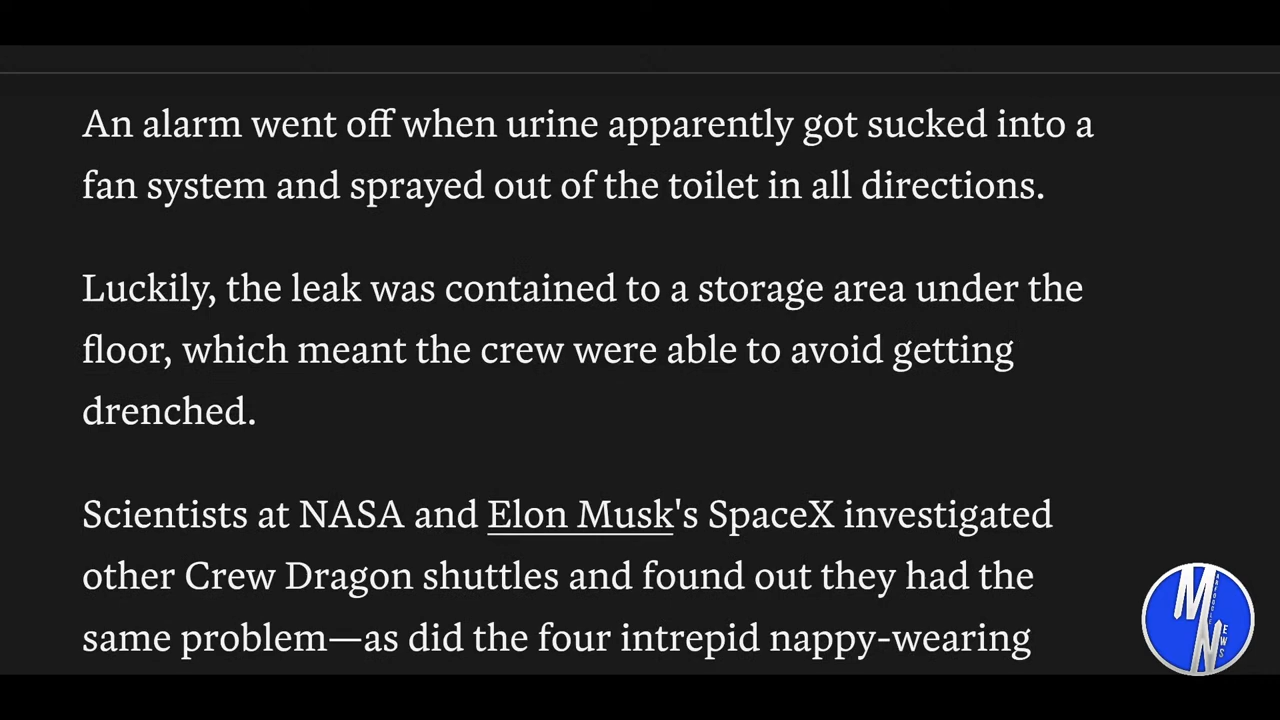 An alarm went off when urine apparently got sucked into a
fan system and sprayed out of the toilet in all directions.
Luckily, the leak was contained to a storage area under the
floor, which meant the crew were able to avoid getting
drenched.
Scientists at NASA and Elon Musk's SpaceX investigated
other Crew Dragon shuttles and found out they had the
same problem—as did the four intrepid nappy-wearing
M
N
EWS